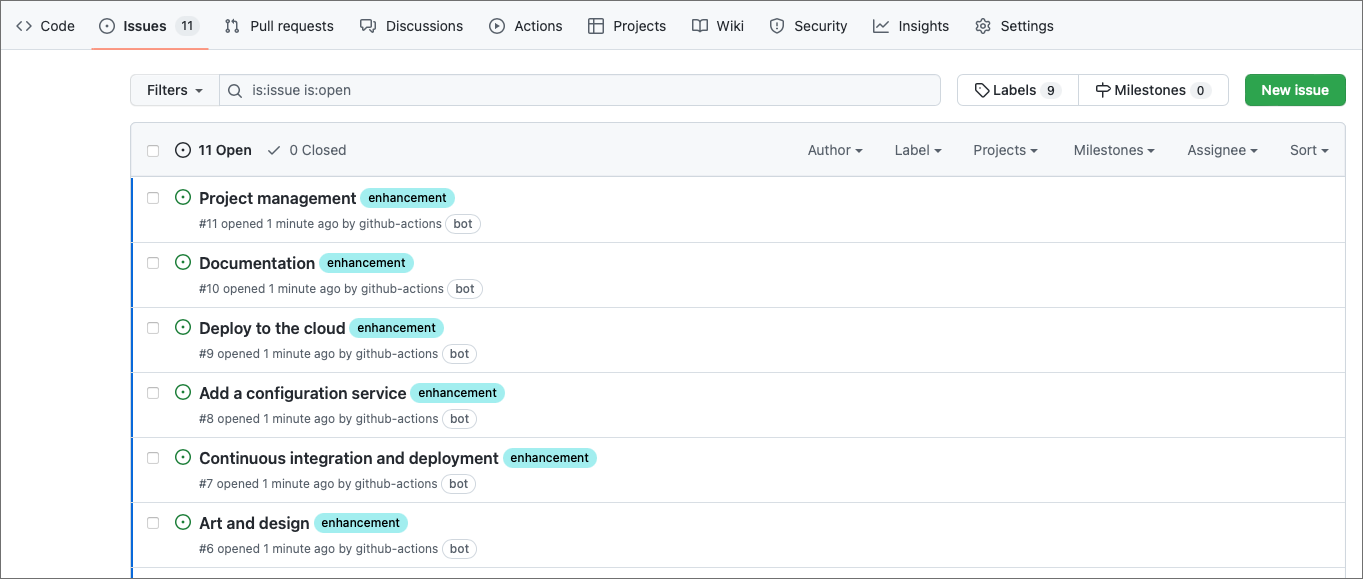 Code Issues 11 Pull requests Discussions Actions Projects Wiki Security Insights Settings
Filters is:issue is:open Labels 9 Milestones 0 New issue
11 Open 0 Closed Author Label Projects Milestones Assignee Sort
Project management enhancement
#11 opened 1 minute ago by github-actions bot
Documentation enhancement
#10 opened 1 minute ago by github-actions bot
Deploy to the cloud enhancement
#9 opened 1 minute ago by github-actions bot
Add a configuration service enhancement
#8 opened 1 minute ago by github-actions bot
Continuous integration and deployment enhancement
#7 opened 1 minute ago by github-actions bot
Art and design enhancement
#6 opened 1 minute ago by github-actions bot